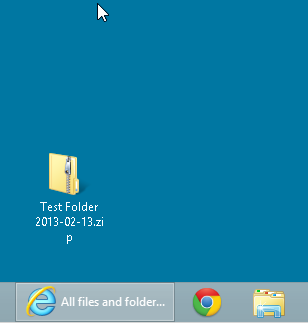 Test Folder
2013-02-13.zi
p
All files and folder...